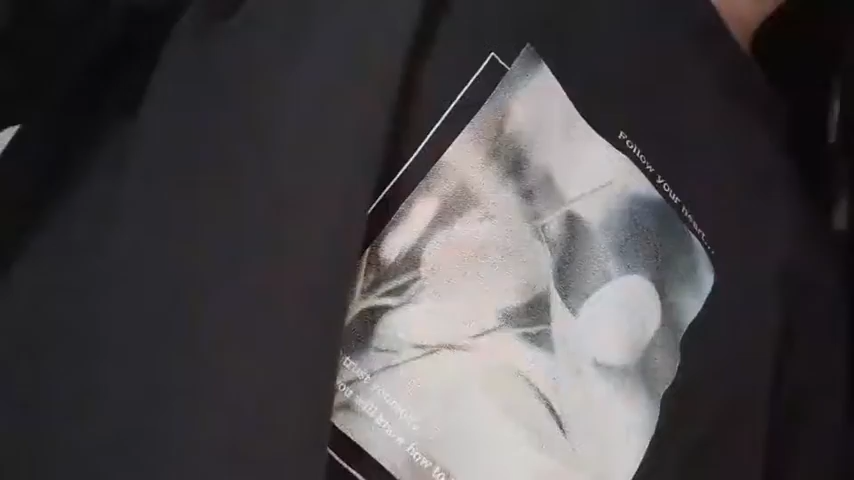 Follow your heart...
trust yourself,
you will know how to